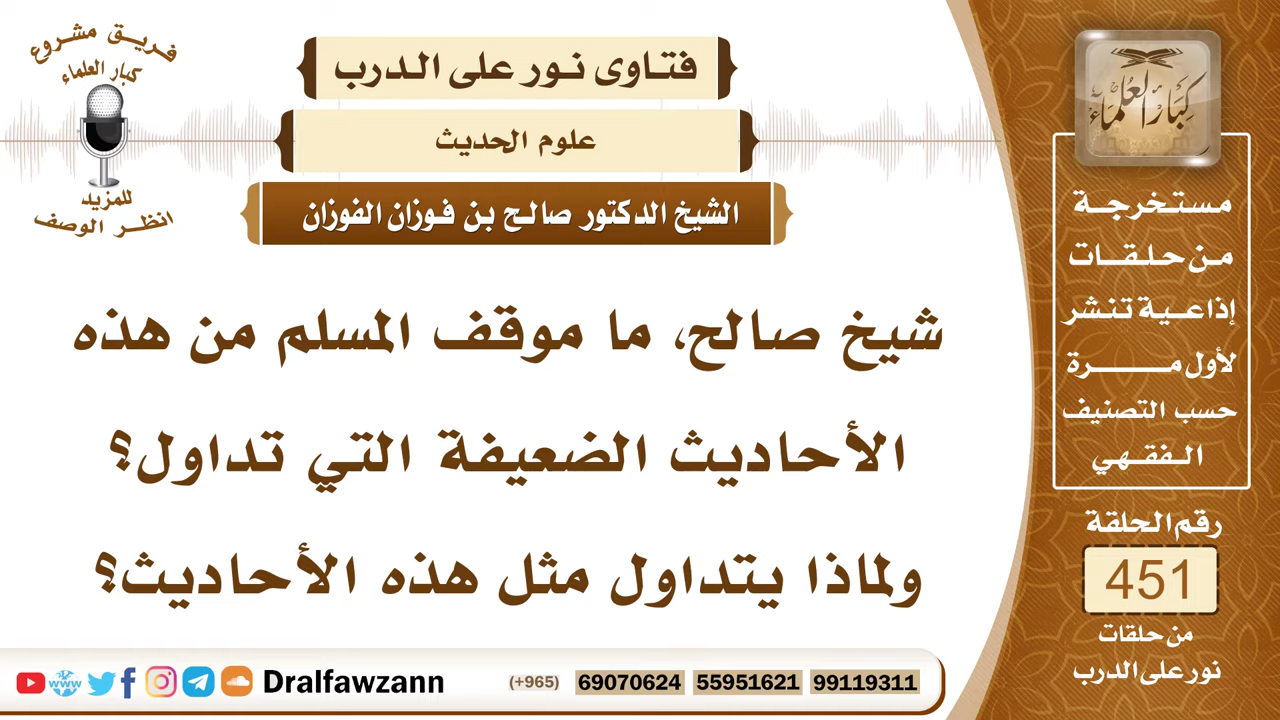 فريق مشروع
كبار العلماء
للمزيد
انظر الوصف
فتاوى نور على الدرب
علوم الحديث
الشيخ الدكتور صالح بن فوزان الفوزان
شيخ صالح، ما موقف المسلم من هذه
الأحاديث الضعيفة التي تداول؟
ولماذا يتداول مثل هذه الأحاديث؟
كبار العلماء
مستخرجة
من حلقات
إذاعية تنشر
لأول مرة
حسب التصنيف
الفقهي
رقم الحلقة
451
من حلقات
نور على الدرب
www
Dralfawzann
(+965) 69070624 55951621 99119311